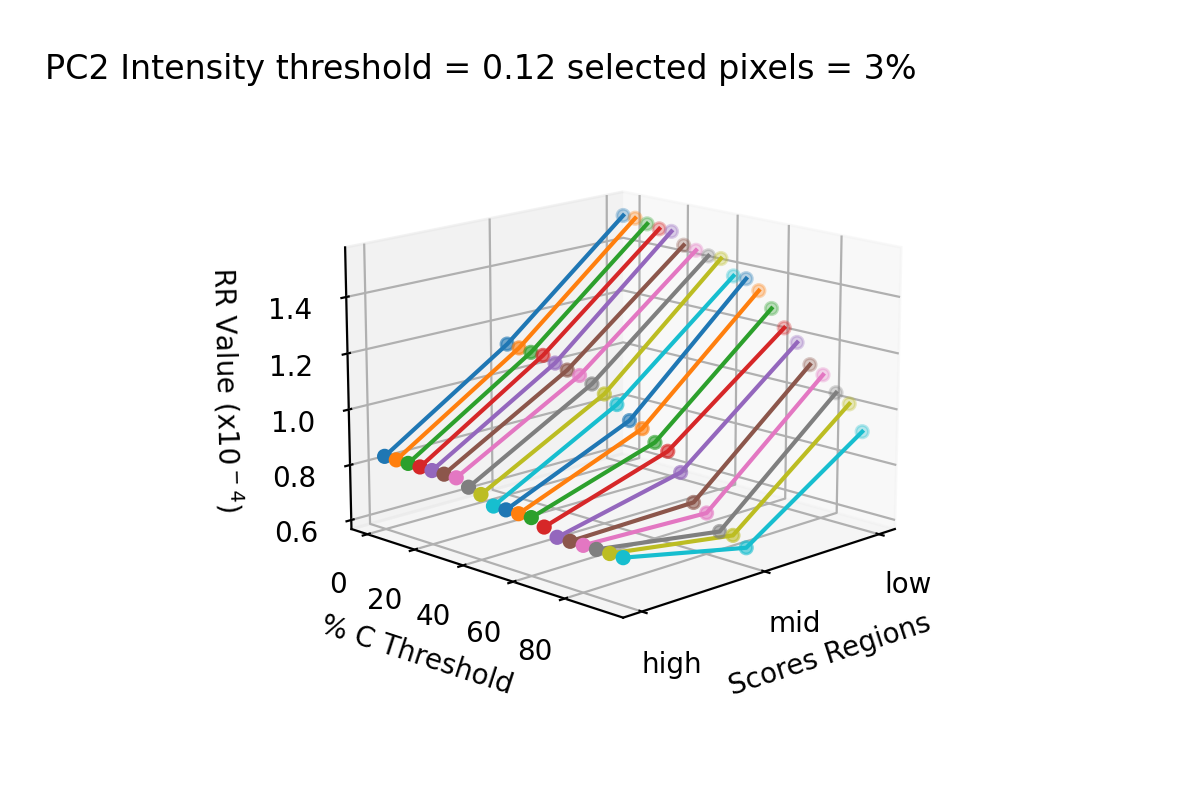 PC2 Intensity threshold = 0.12 selected pixels = 3%
RR Value (x10⁻⁴)
1.4
1.2
1.0
0.8
0.6
0
20
40
60
80
% C Threshold
high
mid
low
Scores Regions